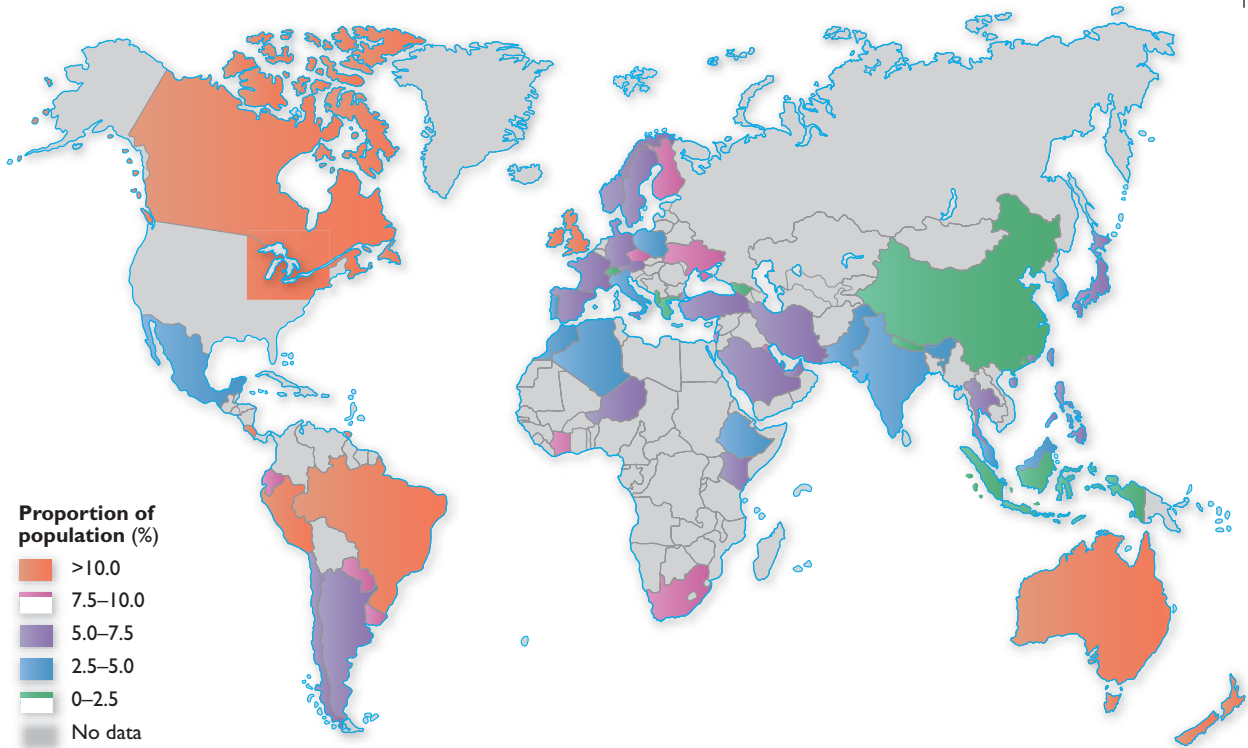 Proportion of
population (%)
>10.0
7.5–10.0
5.0–7.5
2.5–5.0
0–2.5
No data